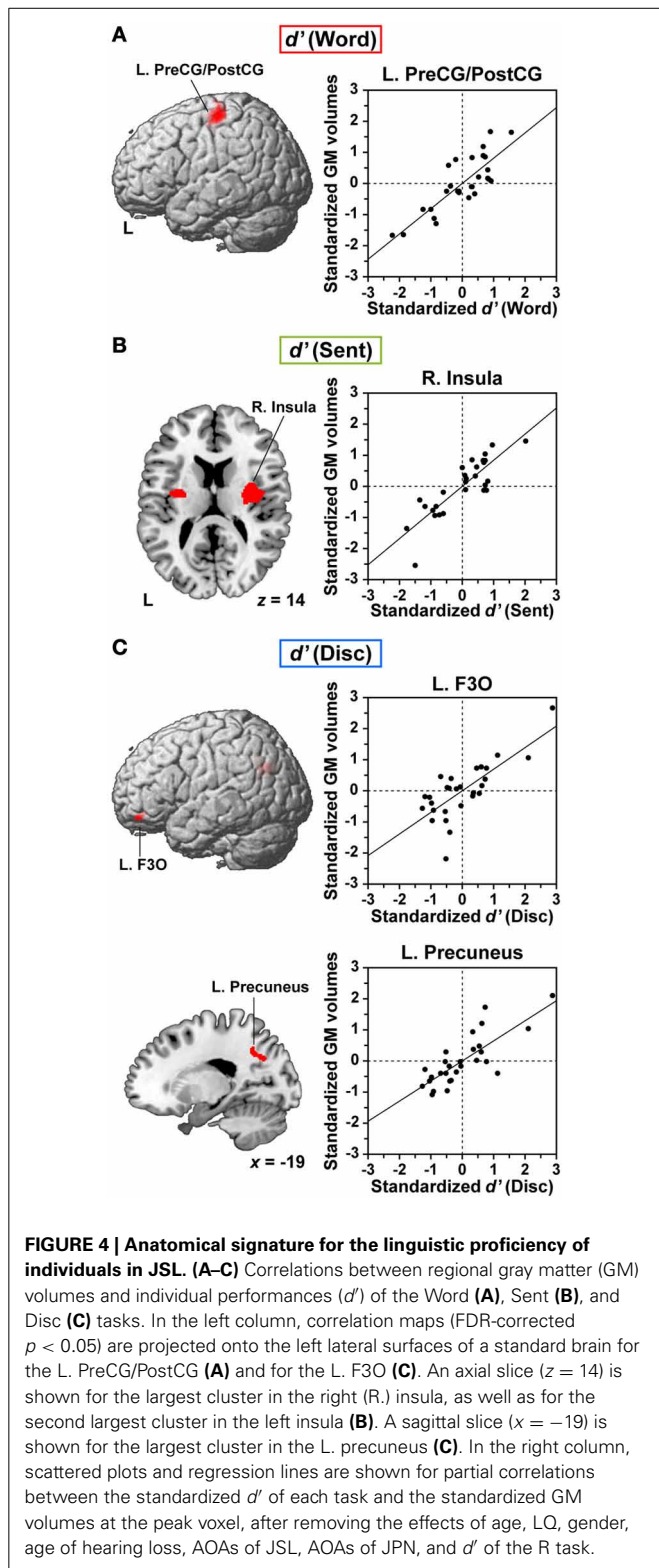 A
d' (Word)
L. PreCG/PostCG
L
L. PreCG/PostCG
Standardized GM volumes
3
2
1
0
-1
-2
-3
-3 -2 -1 0 1 2 3
Standardized d' (Word)
B
d' (Sent)
R. Insula
L
z = 14
R. Insula
Standardized GM volumes
3
2
1
0
-1
-2
-3
-3 -2 -1 0 1 2 3
Standardized d' (Sent)
C
d' (Disc)
L. F3O
L. F3O
Standardized GM volumes
3
2
1
0
-1
-2
-3
-3 -2 -1 0 1 2 3
Standardized d' (Disc)
L. Precuneus
x = -19
L. Precuneus
Standardized GM volumes
3
2
1
0
-1
-2
-3
-3 -2 -1 0 1 2 3
Standardized d' (Disc)
FIGURE 4 | Anatomical signature for the linguistic proficiency of
individuals in JSL. (A–C) Correlations between regional gray matter (GM)
volumes and individual performances (d′) of the Word (A), Sent (B), and
Disc (C) tasks. In the left column, correlation maps (FDR-corrected
p < 0.05) are projected onto the left lateral surfaces of a standard brain for
the L. PreCG/PostCG (A) and for the L. F3O (C). An axial slice (z = 14) is
shown for the largest cluster in the right (R.) insula, as well as for the
second largest cluster in the left insula (B). A sagittal slice (x = −19) is
shown for the largest cluster in the L. precuneus (C). In the right column,
scattered plots and regression lines are shown for partial correlations
between the standardized d′ of each task and the standardized GM
volumes at the peak voxel, after removing the effects of age, LQ, gender,
age of hearing loss, AOAs of JSL, AOAs of JPN, and d′ of the R task.